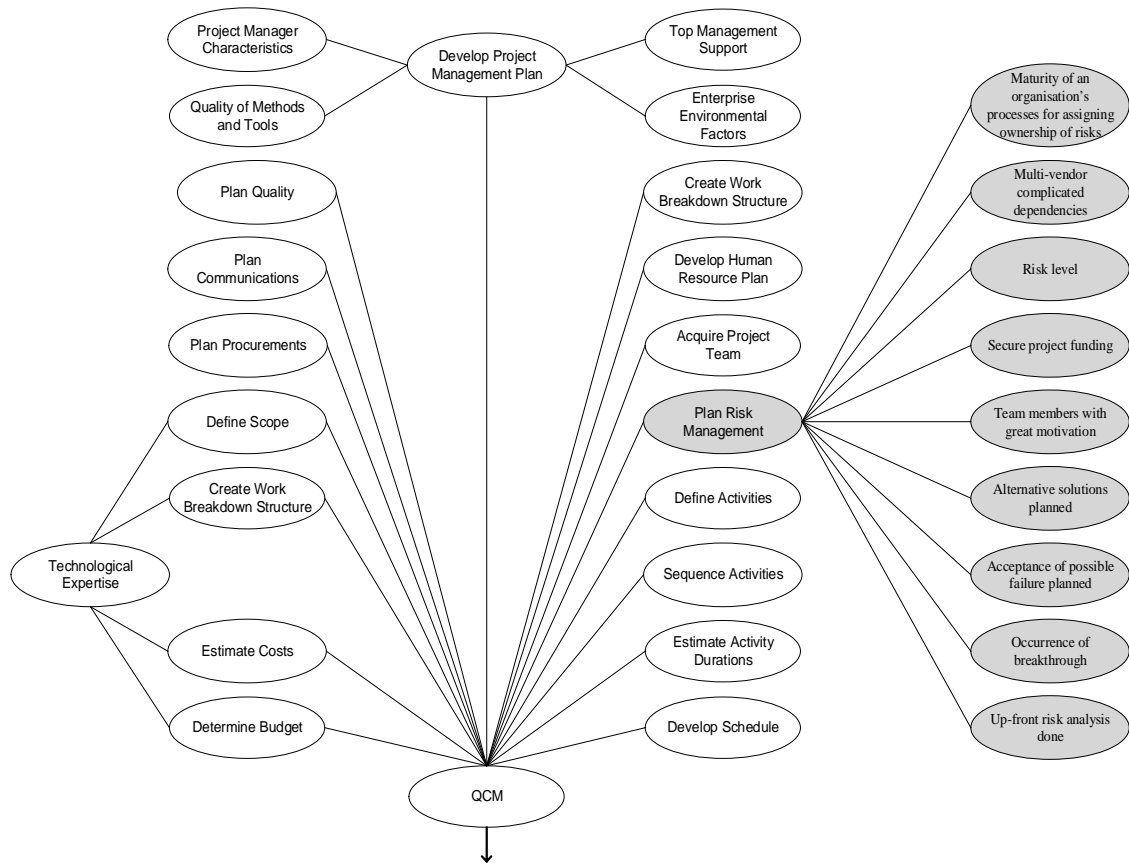 Project Manager
Characteristics
Develop Project
Management Plan
Top Management
Support
Quality of Methods
and Tools
Enterprise
Environmental
Factors
Plan Quality
Plan
Communications
Plan Procurements
Define Scope
Create Work
Breakdown Structure
Technological
Expertise
Estimate Costs
Determine Budget
Create Work
Breakdown Structure
Develop Human
Resource Plan
Acquire Project
Team
Plan Risk
Management
Define Activities
Sequence Activities
Estimate Activity
Durations
Develop Schedule
QCM
Maturity of an
organisation’s
processes for assigning
ownership of risks
Multi-vendor
complicated
dependencies
Risk level
Secure project funding
Team members with
great motivation
Alternative solutions
planned
Acceptance of possible
failure planned
Occurrence of
breakthrough
Up-front risk analysis
done